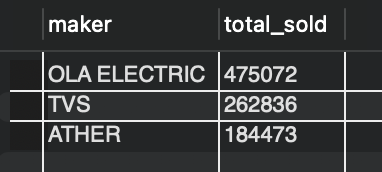 maker total_sold
OLA ELECTRIC 475072
TVS 262836
ATHER 184473